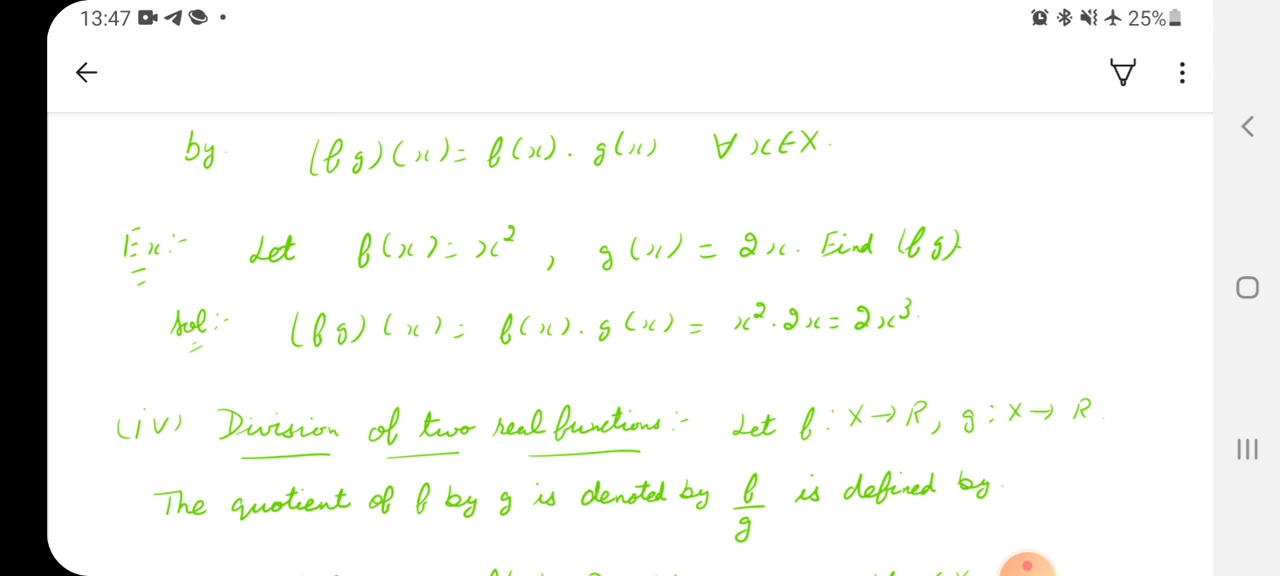 13:47 25%
by (fg)(x) = f(x) . g(x) ∀ x∈X.
Ex:- Let f(x) = x², g(x) = 2x. Find (fg)
Sol:- (fg)(x) = f(x) . g(x) = x² . 2x = 2x³.
(iv) Division of two real functions :- Let f : X → R, g : X → R.
The quotient of f by g is denoted by f/g is defined by.